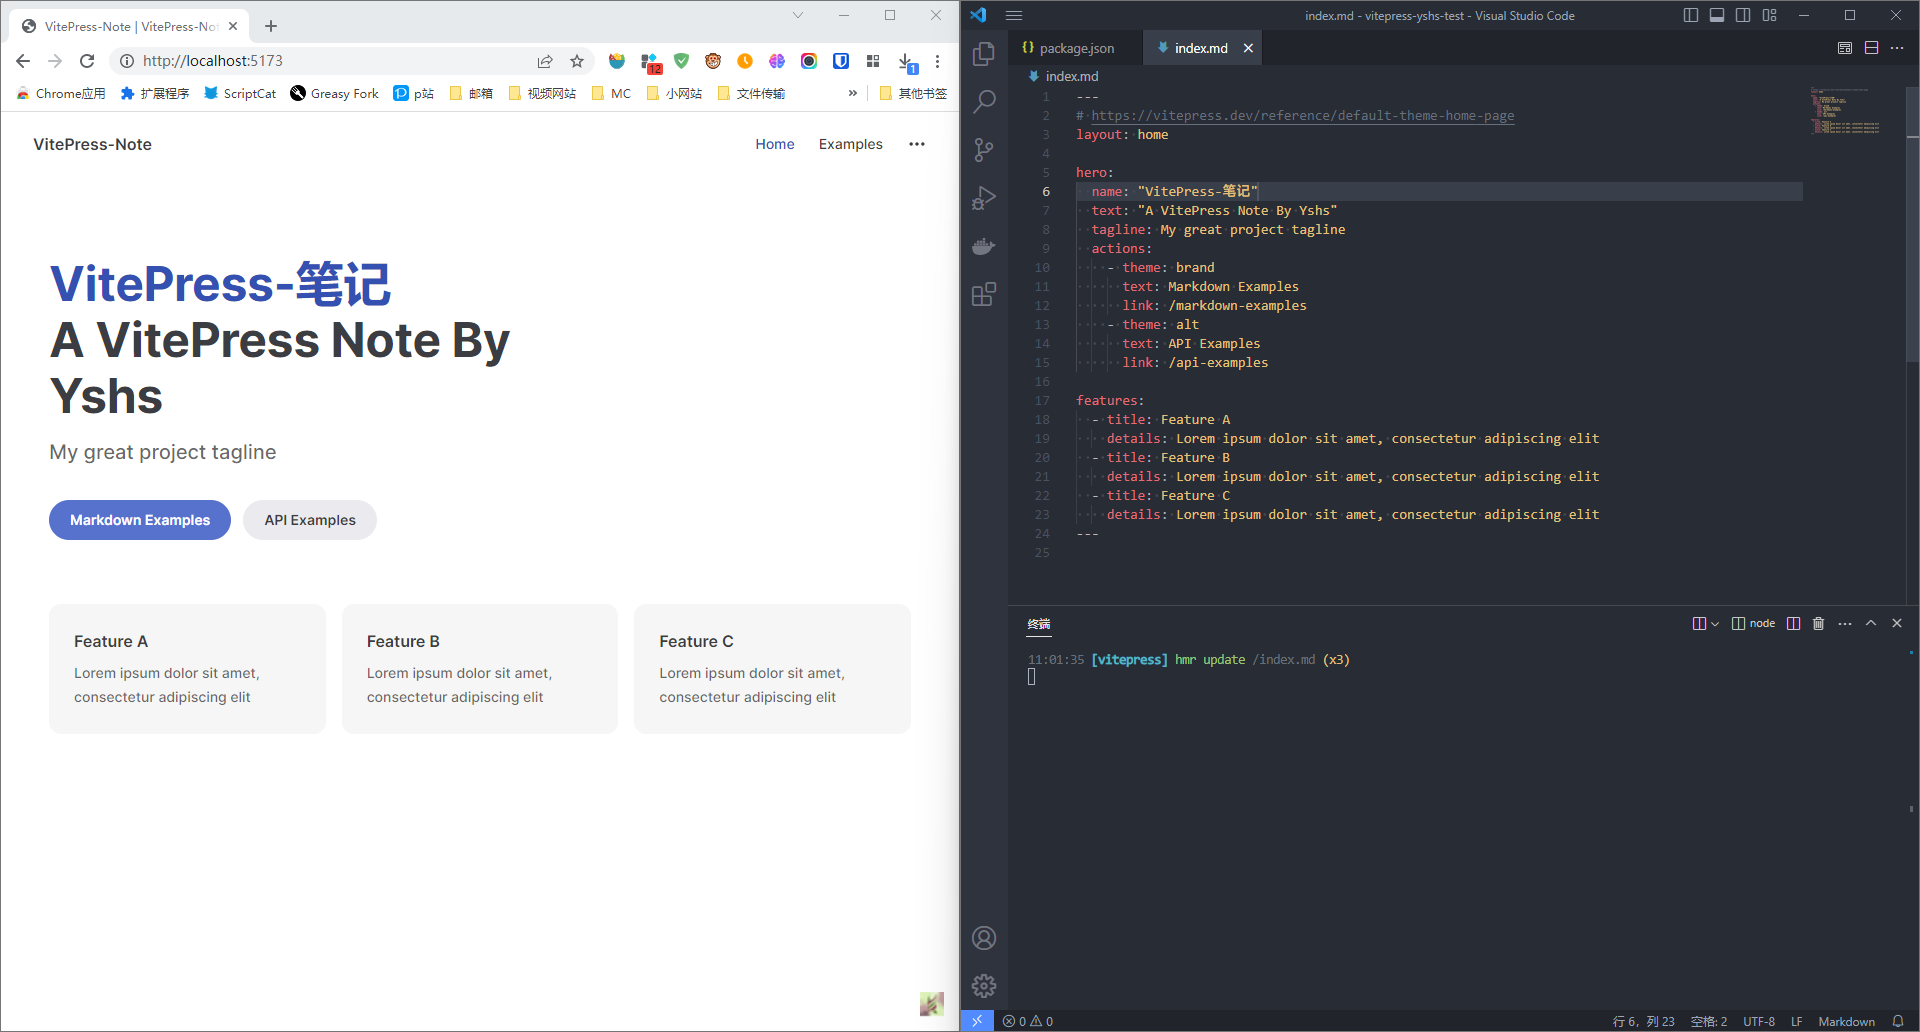 VitePress-Note | VitePress-Not
http://localhost:5173
12
1
Chrome应用 扩展程序 ScriptCat Greasy Fork p站 邮箱 视频网站 MC 小网站 文件传输 » 其他书签
VitePress-Note
Home Examples
VitePress-笔记
A VitePress Note By
Yshs
My great project tagline
Markdown Examples API Examples
Feature A
Lorem ipsum dolor sit amet,
consectetur adipiscing elit
Feature B
Lorem ipsum dolor sit amet,
consectetur adipiscing elit
Feature C
Lorem ipsum dolor sit amet,
consectetur adipiscing elit
index.md - vitepress-yshs-test - Visual Studio Code
package.json index.md
index.md
1 ---
2 # https://vitepress.dev/reference/default-theme-home-page
3 layout: home
4
5 hero:
6   name: "VitePress-笔记"
7   text: "A VitePress Note By Yshs"
8   tagline: My great project tagline
9   actions:
10     - theme: brand
11       text: Markdown Examples
12       link: /markdown-examples
13     - theme: alt
14       text: API Examples
15       link: /api-examples
16
17 features:
18   - title: Feature A
19     details: Lorem ipsum dolor sit amet, consectetur adipiscing elit
20   - title: Feature B
21     details: Lorem ipsum dolor sit amet, consectetur adipiscing elit
22   - title: Feature C
23     details: Lorem ipsum dolor sit amet, consectetur adipiscing elit
24 ---
25
终端
node
11:01:35 [vitepress] hmr update /index.md (x3)
0 0
行 6，列 23 空格: 2 UTF-8 LF Markdown